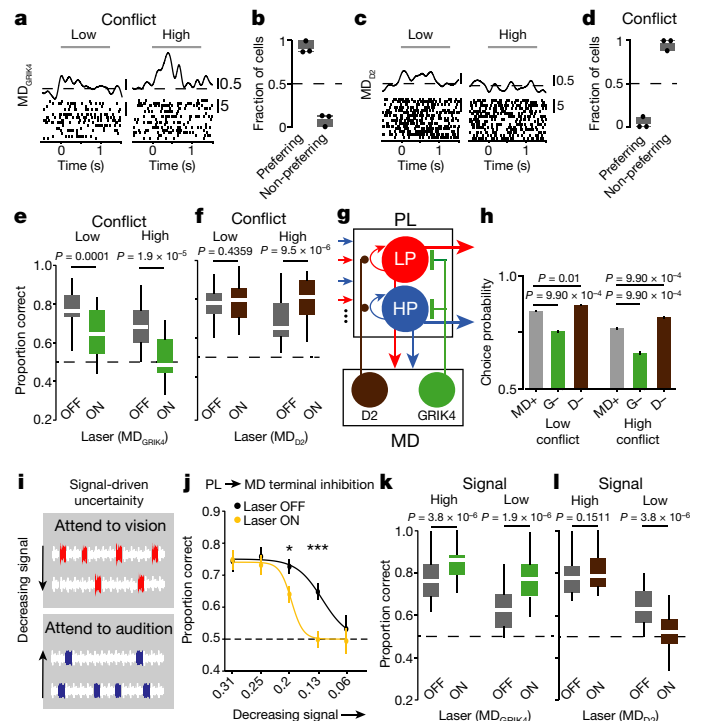 a
Conflict
Low
High
MD_GRIK4
0.5
5
0
1
0
1
Time (s)
Time (s)
b
Fraction of cells
1
0.5
0
Preferring
Non-preferring
c
Low
High
MD_D2
0.5
5
0
1
0
1
Time (s)
Time (s)
d
Conflict
Fraction of cells
1
0.5
0
Preferring
Non-preferring
e
Conflict
Low
High
P = 0.0001
P = 1.9 × 10⁻⁵
Proportion correct
1.0
0.8
0.6
0.4
0.2
OFF
ON
OFF
ON
Laser (MD_GRIK4)
f
Conflict
Low
High
P = 0.4359
P = 9.5 × 10⁻⁶
OFF
ON
OFF
ON
Laser (MD_D2)
g
PL
LP
HP
D2
GRIK4
MD
h
Choice probability
1.0
0.5
P = 0.01
P = 9.90 × 10⁻⁴
P = 9.90 × 10⁻⁴
P = 9.90 × 10⁻⁴
MD+
G–
D–
MD+
G–
D–
Low conflict
High conflict
i
Signal-driven
uncertainity
Decreasing signal
Attend to vision
Attend to audition
j
PL → MD terminal inhibition
Laser OFF
Laser ON
*
***
Proportion correct
0.9
0.7
0.5
0.4
0.31
0.25
0.2
0.13
0.06
Decreasing signal
k
Signal
High
Low
P = 3.8 × 10⁻⁶
P = 1.9 × 10⁻⁶
Proportion correct
1.0
0.8
0.6
0.4
0.2
OFF
ON
OFF
ON
Laser (MD_GRIK4)
l
Signal
High
Low
P = 0.1511
P = 3.8 × 10⁻⁶
OFF
ON
OFF
ON
Laser (MD_D2)